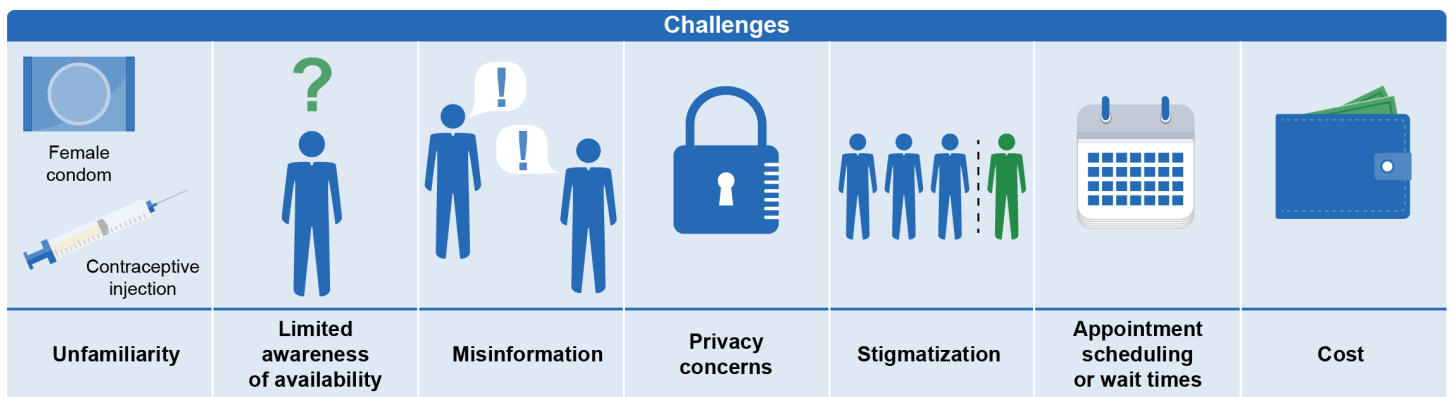 Challenges
?
!
!
Female
condom
Contraceptive
injection
Unfamiliarity
Limited
awareness
of availability
Misinformation
Privacy
concerns
Stigmatization
Appointment
scheduling
or wait times
Cost